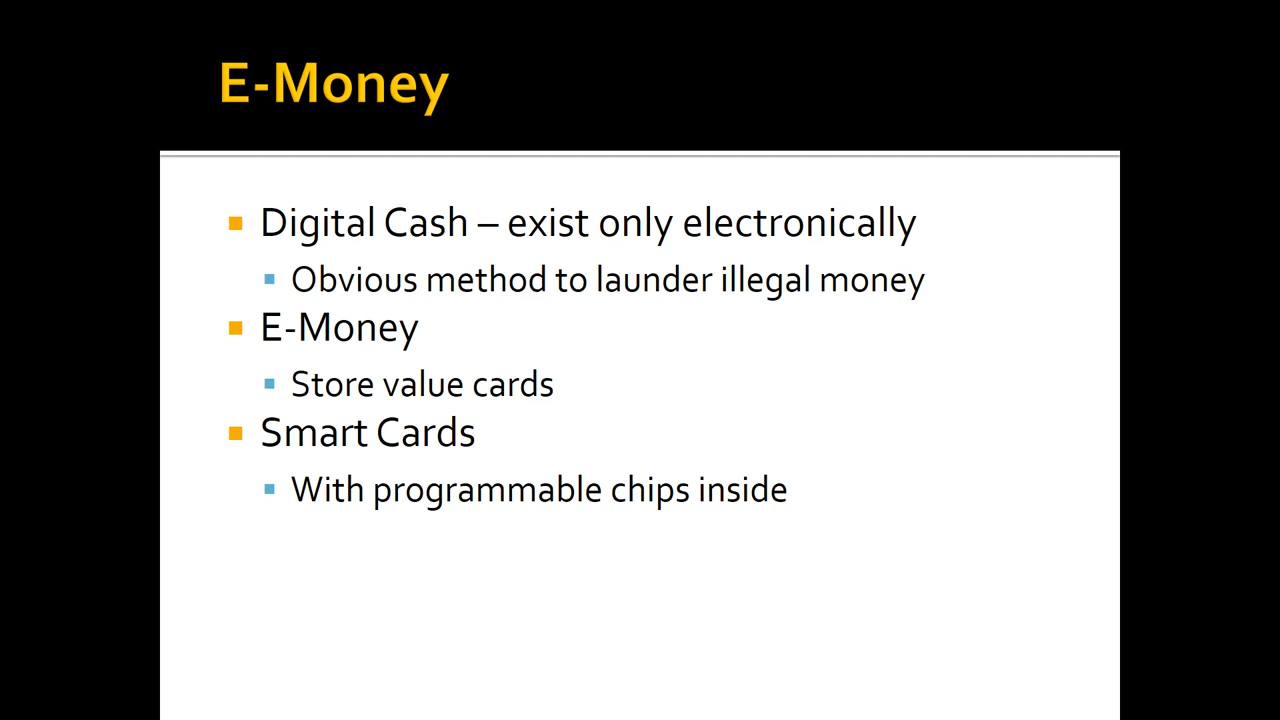 E-Money
Digital Cash – exist only electronically
Obvious method to launder illegal money
E-Money
Store value cards
Smart Cards
With programmable chips inside